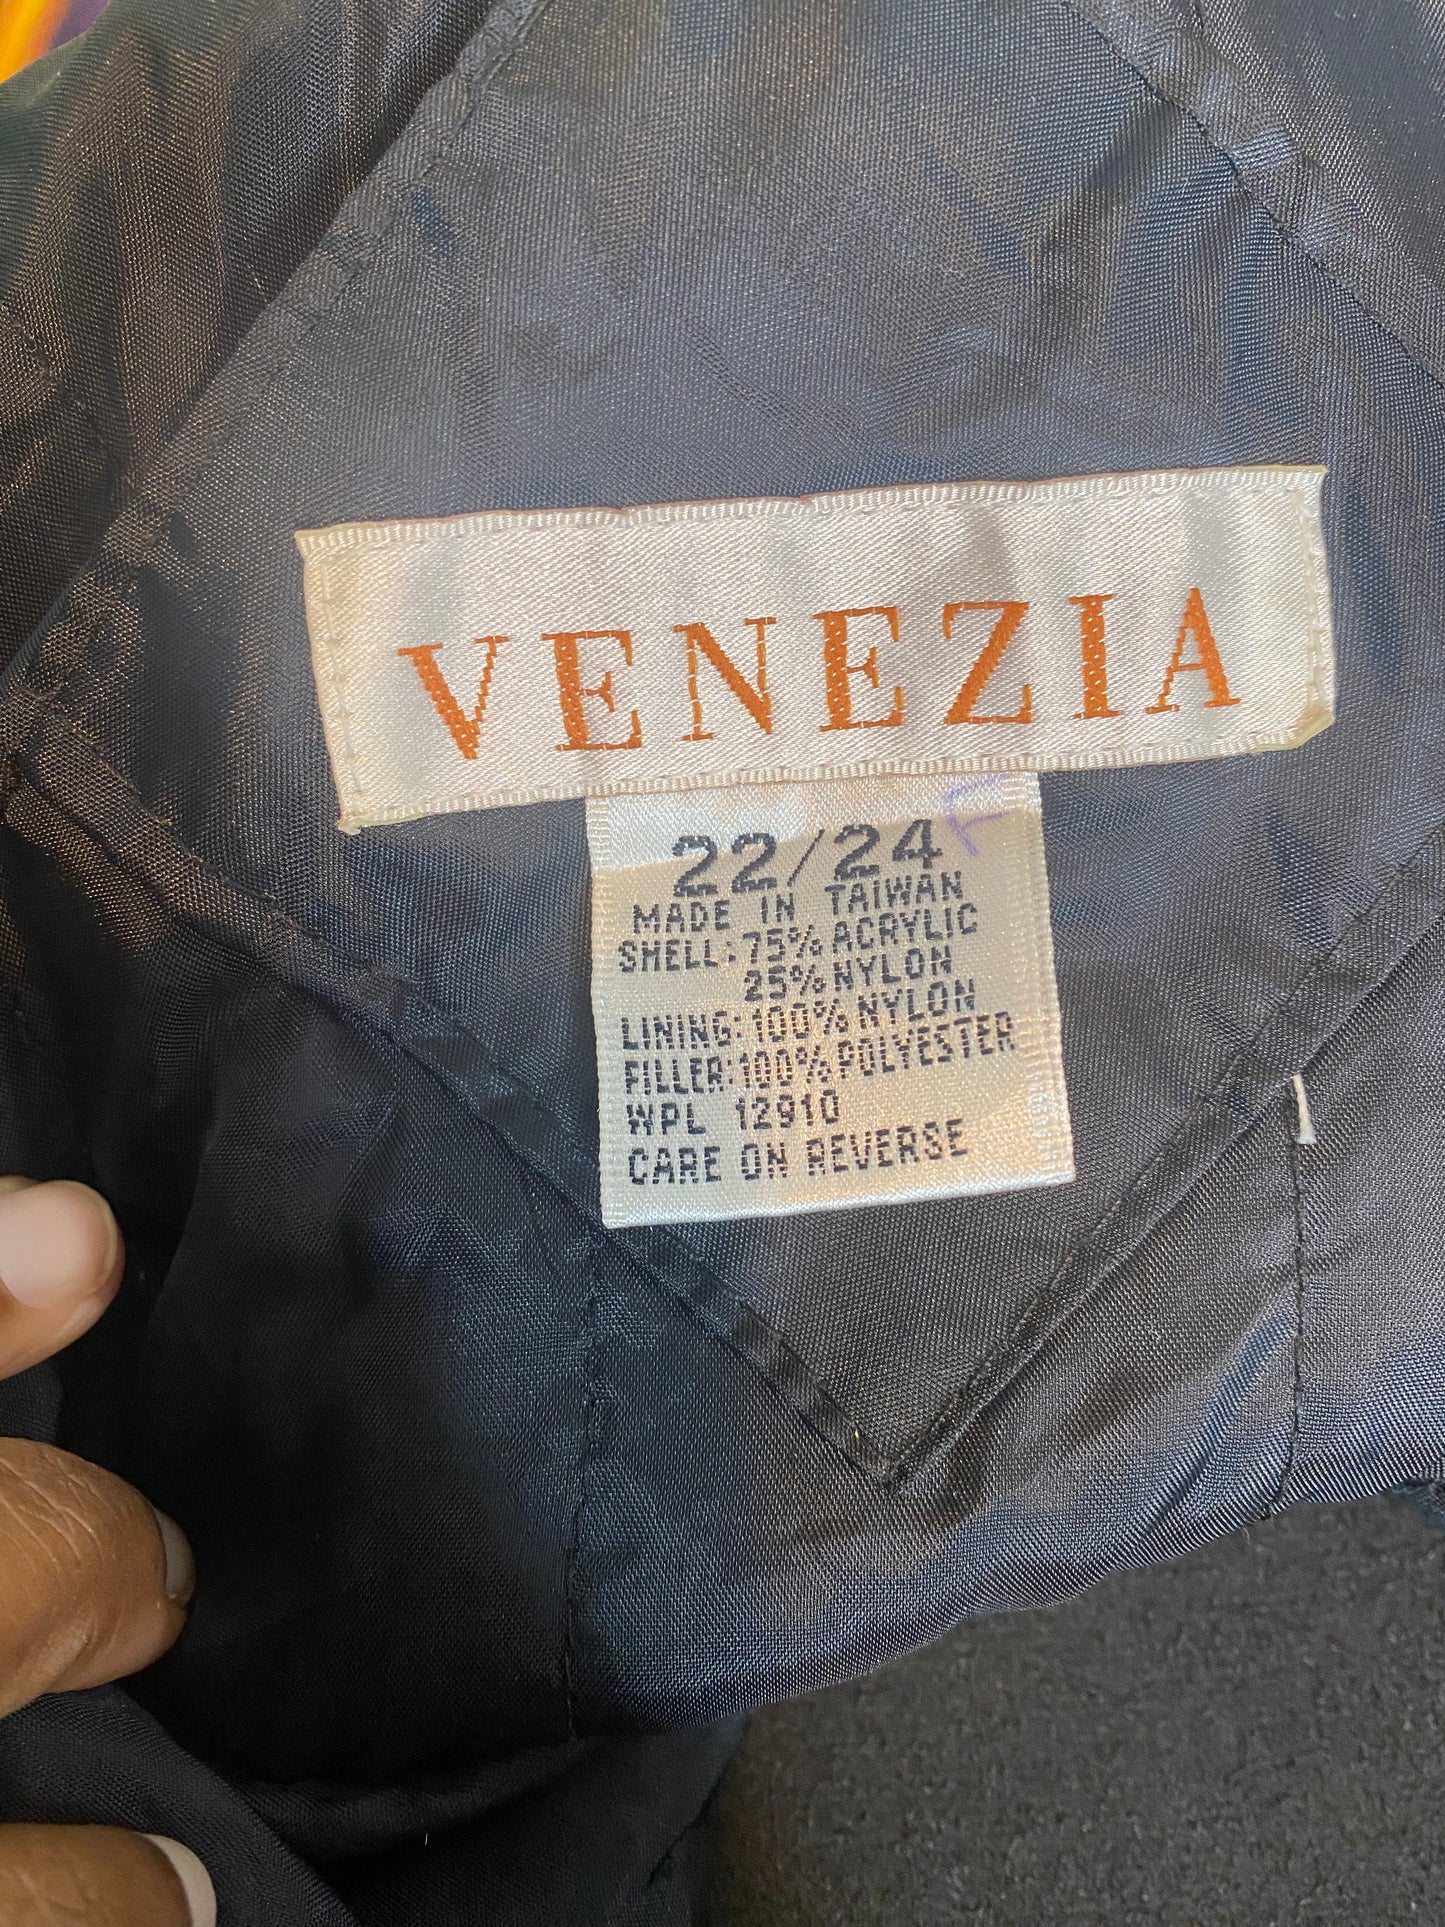 VENEZIA
22/24
MADE IN TAIWAN
SHELL: 75% ACRYLIC
25% NYLON
LINING: 100% NYLON
FILLER: 100% POLYESTER
WPL 12910
CARE ON REVERSE